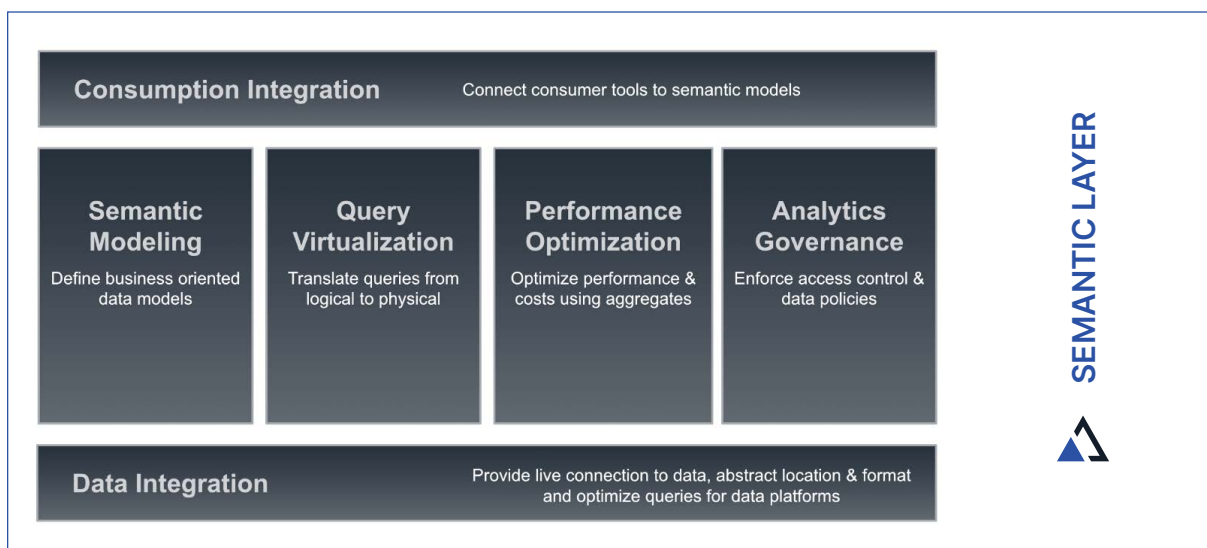 Consumption Integration
Connect consumer tools to semantic models
Semantic
Modeling
Define business oriented
data models
Query
Virtualization
Translate queries from
logical to physical
Performance
Optimization
Optimize performance &
costs using aggregates
Analytics
Governance
Enforce access control &
data policies
Data Integration
Provide live connection to data, abstract location & format
and optimize queries for data platforms
SEMANTIC LAYER